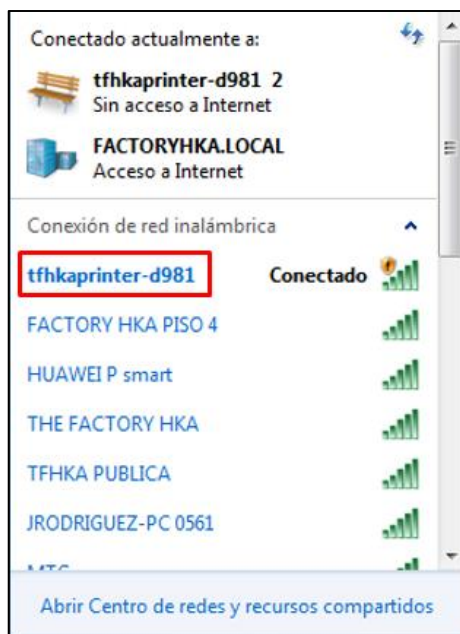 Conectado actualmente a:
tfhkaprinter-d981 2
Sin acceso a Internet
FACTORYHKA.LOCAL
Acceso a Internet
Conexión de red inalámbrica
tfhkaprinter-d981 Conectado
FACTORY HKA PISO 4
HUAWEI P smart
THE FACTORY HKA
TFHKA PUBLICA
JRODRIGUEZ-PC 0561
Abrir Centro de redes y recursos compartidos